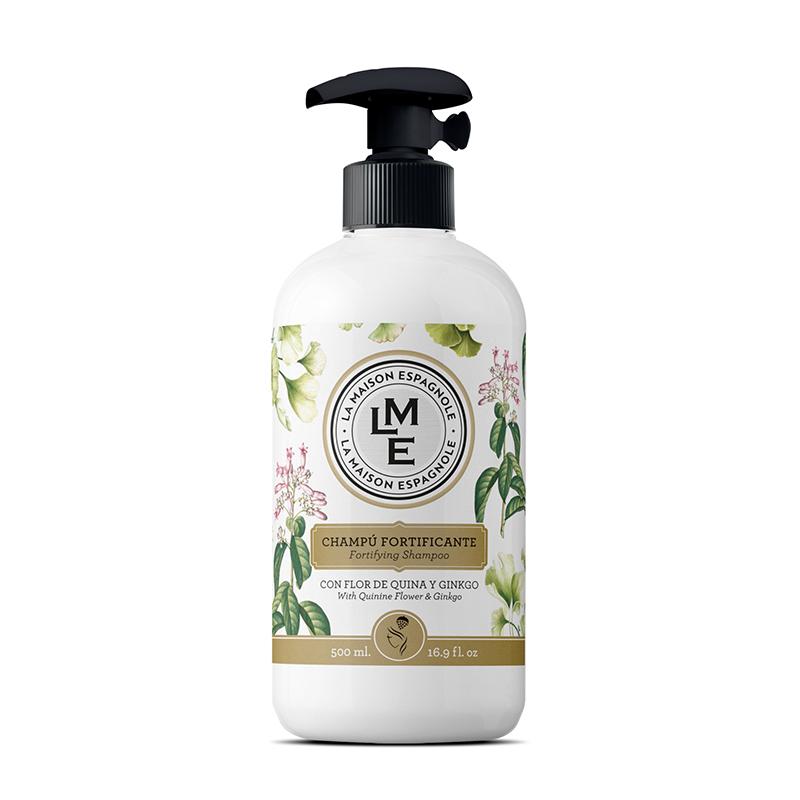 · LA MAISON ESPAGNOLE ·
LM
E
LA MAISON ESPAGNOLE
CHAMPÚ FORTIFICANTE
Fortifying Shampoo
CON FLOR DE QUINA Y GINKGO
With Quinine Flower & Ginkgo
500 ml. 16.9 fl. oz